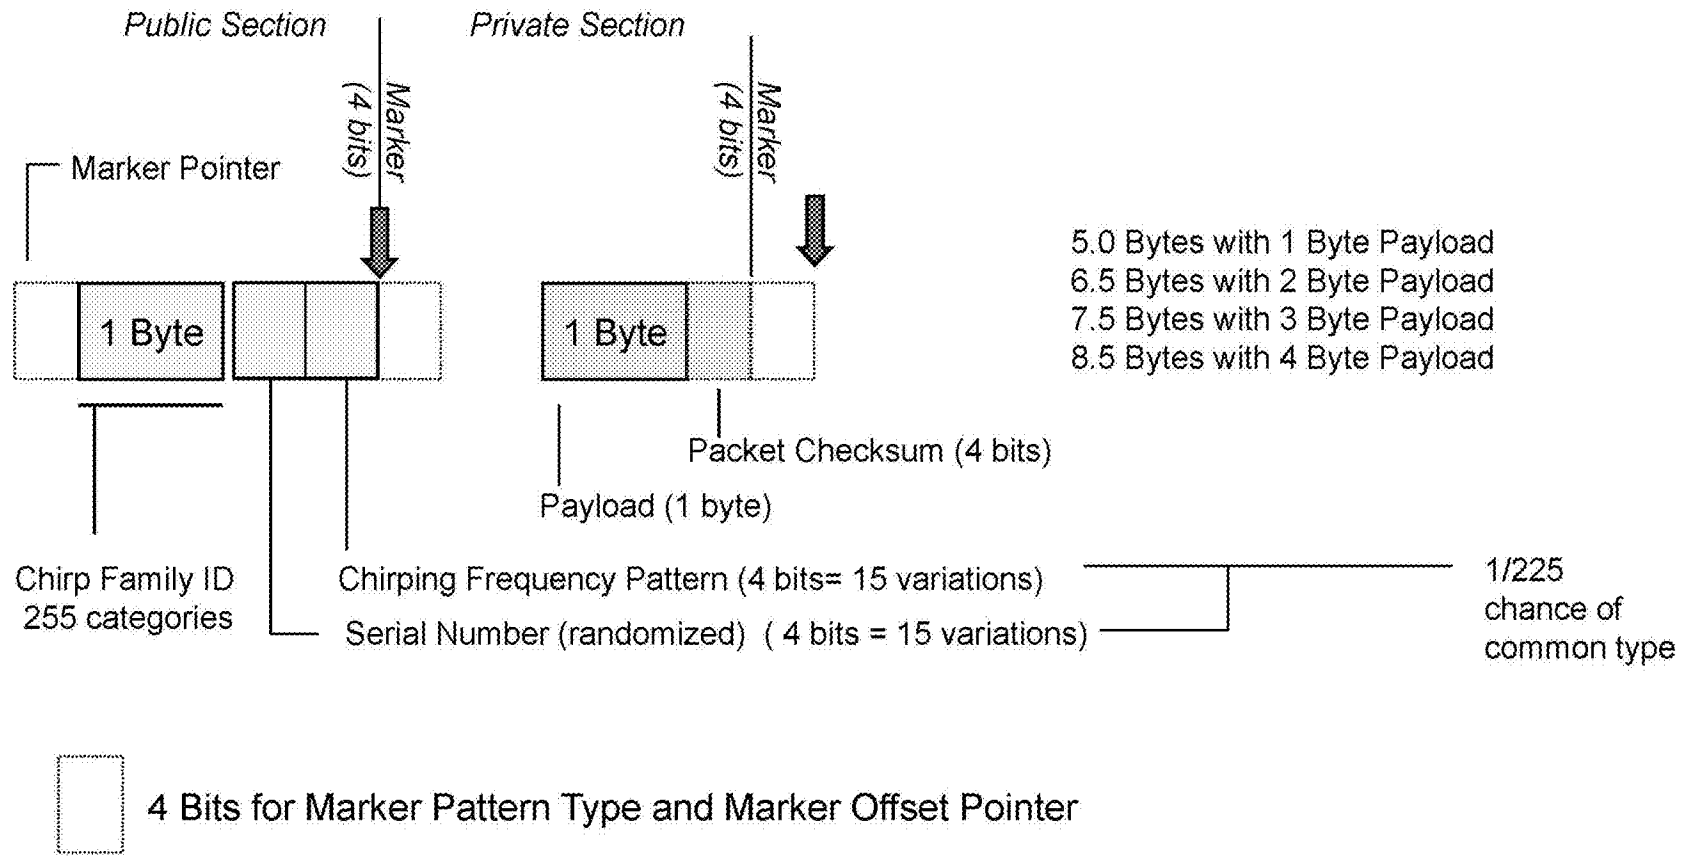 Public Section
Private Section
Marker
(4 bits)
Marker
(4 bits)
Marker Pointer
5.0 Bytes with 1 Byte Payload
6.5 Bytes with 2 Byte Payload
7.5 Bytes with 3 Byte Payload
8.5 Bytes with 4 Byte Payload
1 Byte
1 Byte
Packet Checksum (4 bits)
Payload (1 byte)
Chirp Family ID
255 categories
Chirping Frequency Pattern (4 bits= 15 variations)
Serial Number (randomized) ( 4 bits = 15 variations)
1/225
chance of
common type
4 Bits for Marker Pattern Type and Marker Offset Pointer